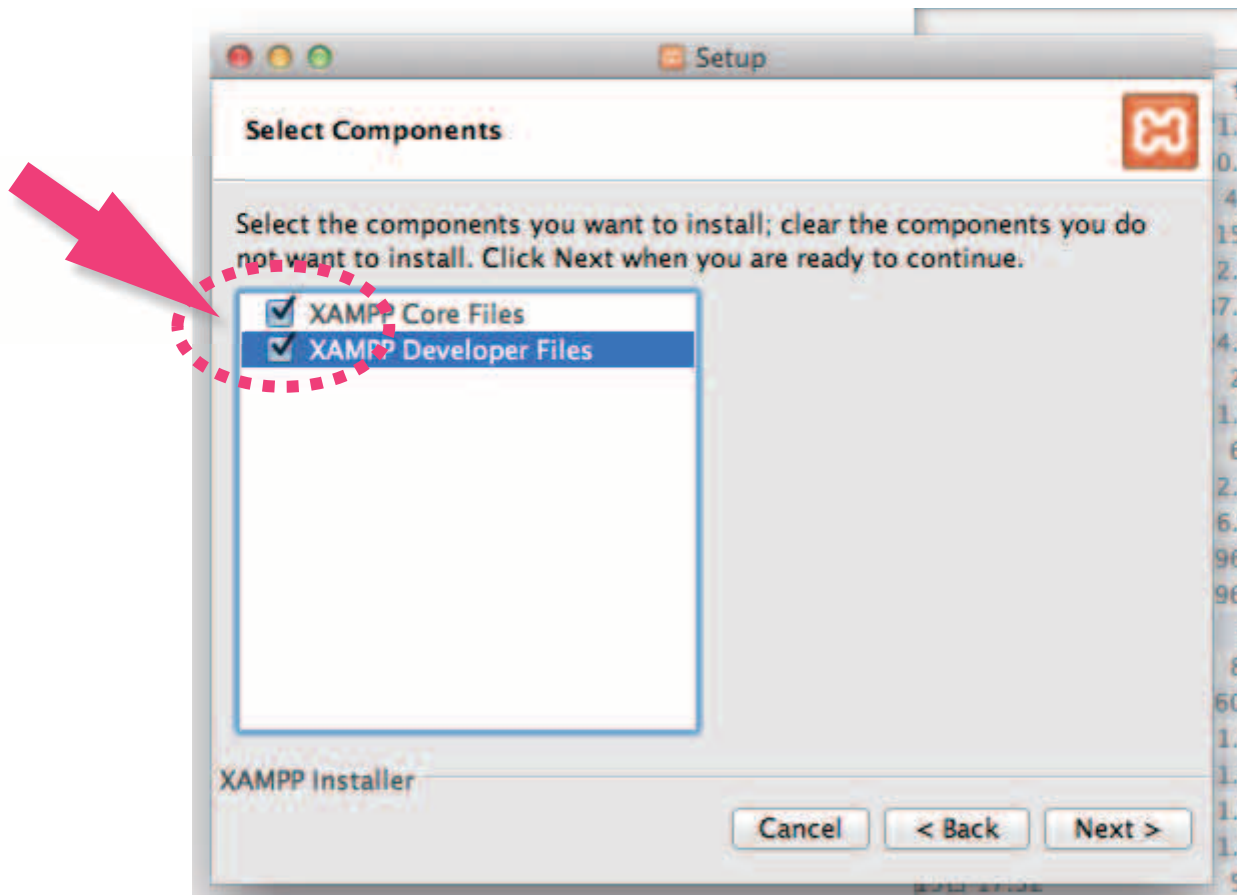 Setup
Select Components
Select the components you want to install; clear the components you do
not want to install. Click Next when you are ready to continue.
XAMPP Core Files
XAMPP Developer Files
XAMPP Installer
Cancel
< Back
Next >